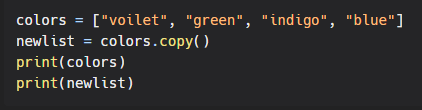 colors = ["voilet", "green", "indigo", "blue"]
newlist = colors.copy()
print(colors)
print(newlist)